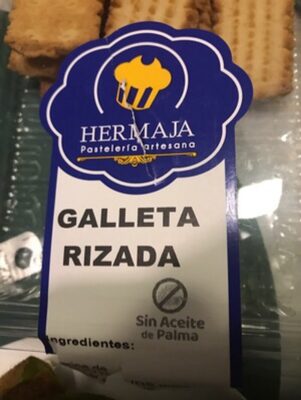 HERMAJA
Pastelería Artesana
GALLETA
RIZADA
Sin Aceite
de Palma
Ingredientes: